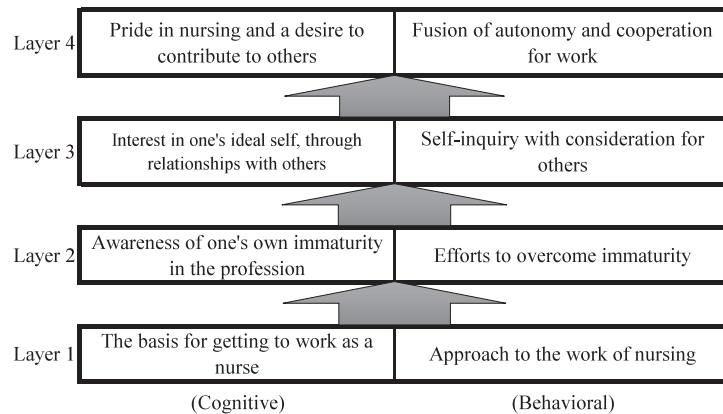 Layer 4
Pride in nursing and a desire to
contribute to others
Fusion of autonomy and cooperation
for work
Layer 3
Interest in one's ideal self, through
relationships with others
Self-inquiry with consideration for
others
Layer 2
Awareness of one's own immaturity
in the profession
Efforts to overcome immaturity
Layer 1
The basis for getting to work as a
nurse
Approach to the work of nursing
(Cognitive)
(Behavioral)